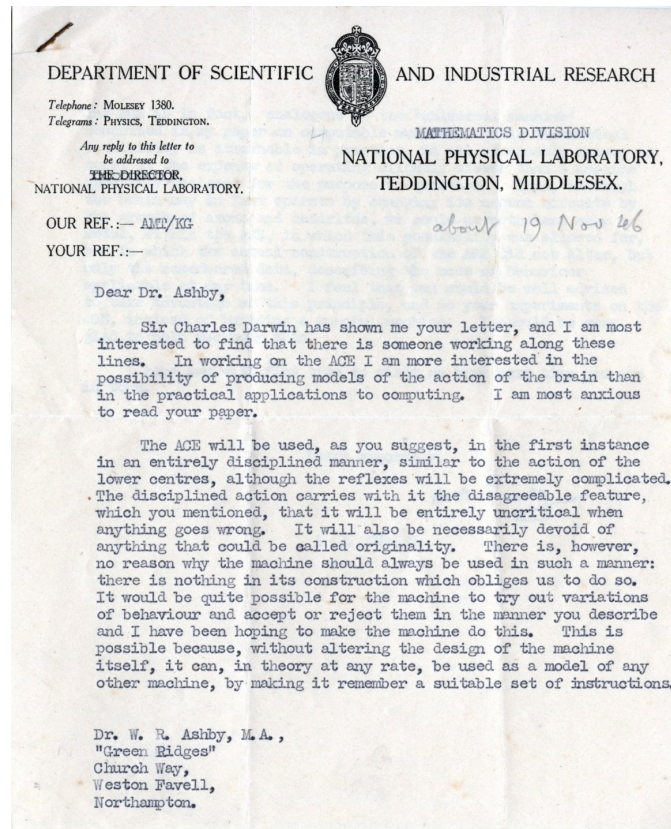 DEPARTMENT OF SCIENTIFIC AND INDUSTRIAL RESEARCH
Telephone: MOLESEY 1380.
Telegrams: PHYSICS, TEDDINGTON.
Any reply to this letter to
be addressed to
THE DIRECTOR,
NATIONAL PHYSICAL LABORATORY.
MATHEMATICS DIVISION
NATIONAL PHYSICAL LABORATORY,
TEDDINGTON, MIDDLESEX.
OUR REF.:— AMT/KG
YOUR REF.:—
about 19 Nov 46
Dear Dr. Ashby,
Sir Charles Darwin has shown me your letter, and I am most
interested to find that there is someone working along these
lines. In working on the ACE I am more interested in the
possibility of producing models of the action of the brain than
in the practical applications to computing. I am most anxious
to read your paper.
The ACE will be used, as you suggest, in the first instance
in an entirely disciplined manner, similar to the action of the
lower centres, although the reflexes will be extremely complicated.
The disciplined action carries with it the disagreeable feature,
which you mentioned, that it will be entirely uncritical when
anything goes wrong. It will also be necessarily devoid of
anything that could be called originality. There is, however,
no reason why the machine should always be used in such a manner:
there is nothing in its construction which obliges us to do so.
It would be quite possible for the machine to try out variations
of behaviour and accept or reject them in the manner you describe
and I have been hoping to make the machine do this. This is
possible because, without altering the design of the machine
itself, it can, in theory at any rate, be used as a model of any
other machine, by making it remember a suitable set of instructions.
Dr. W. R. Ashby, M.A.,
"Green Ridges"
Church Way,
Weston Favell,
Northampton.